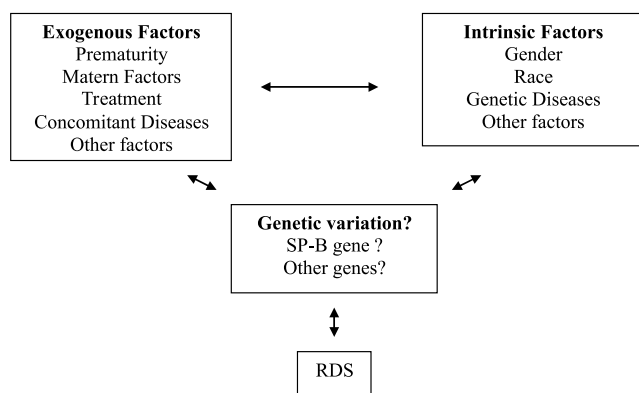 Exogenous Factors
Prematurity
Matern Factors
Treatment
Concomitant Diseases
Other factors
Intrinsic Factors
Gender
Race
Genetic Diseases
Other factors
Genetic variation?
SP-B gene ?
Other genes?
RDS